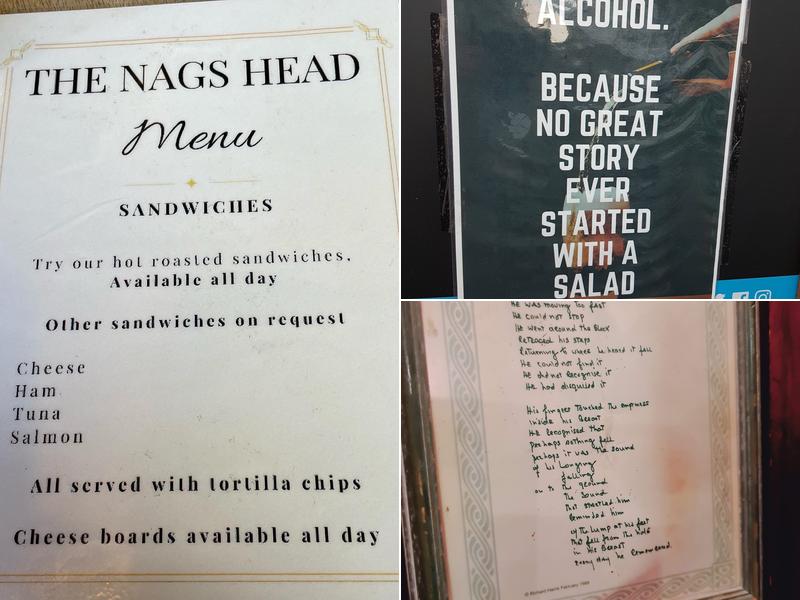 THE NAGS HEAD
Menu
SANDWICHES
Try our hot roasted sandwiches.
Available all day
Other sandwiches on request
Cheese
Ham
Tuna
Salmon
All served with tortilla chips
Cheese boards available all day
ALCOHOL.
BECAUSE
NO GREAT
STORY
EVER
STARTED
WITH A
SALAD
He was moving too fast
He could not stop
He went around the Block
Retraced his steps
Returning to where he heard it fall
He could not find it
He did not Recognise it
He had disguised it
His fingers Touched the emptiness
inside his Breast
He Recognised that
perhaps nothing fell
perhaps it was the sound
of his Longing
falling
on to the ground
The Sound
That startled him
Reminded him
of the Lump at his feet
that fell from the hole
in his Breast
every day he Remembered.
© Richard Harris February 1989